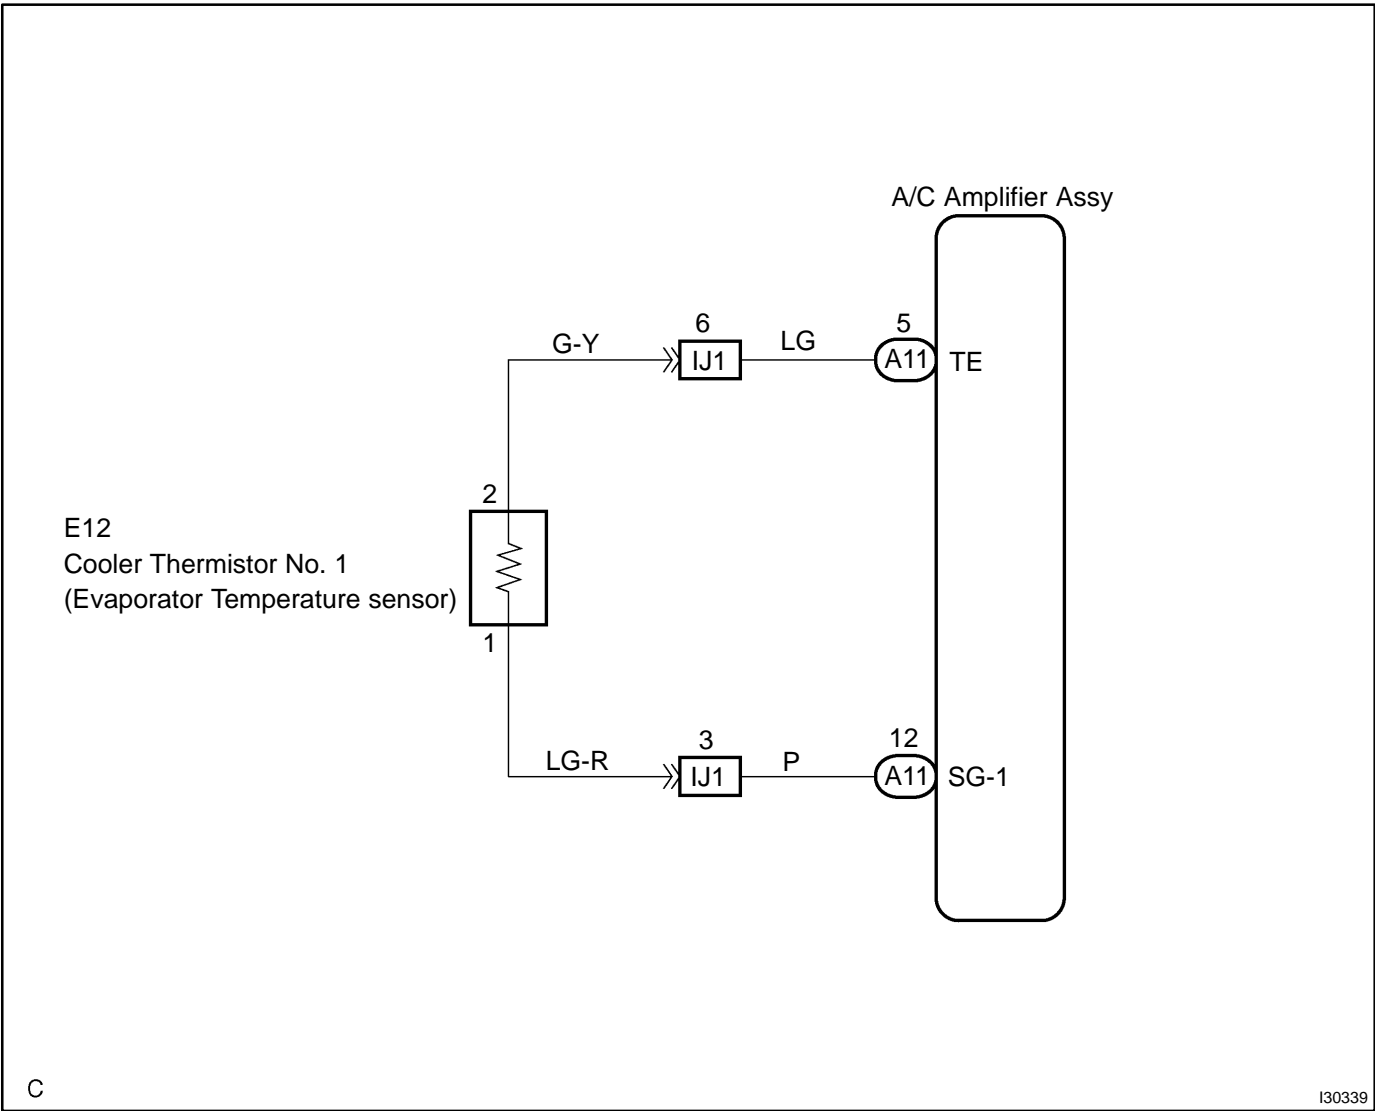 A/C Amplifier Assy
6
5
G-Y
LG
IJ1
A11
TE
2
E12
Cooler Thermistor No. 1
(Evaporator Temperature sensor)
1
3
12
LG-R
P
IJ1
A11
SG-1
C
I30339